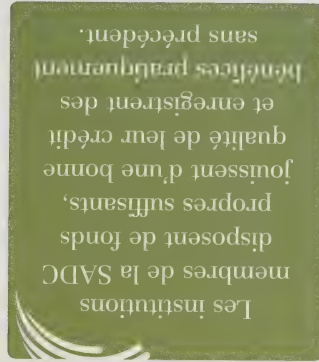 Les institutions
membres de la SADC
disposent de fonds
propres suffisants,
jouissent d'une bonne
qualité de leur crédit
et enregistrent des
bénéfices pratiquement
sans précédent.